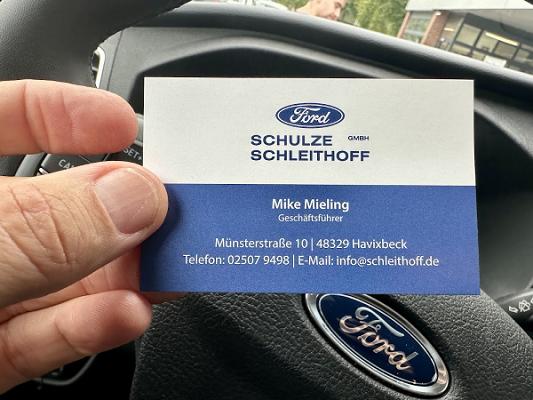 Ford
SCHULZE GMBH
SCHLEITHOFF
Mike Mieling
Geschäftsführer
Münsterstraße 10 | 48329 Havixbeck
Telefon: 02507 9498 | E-Mail: info@schleithoff.de
SET+
Ford